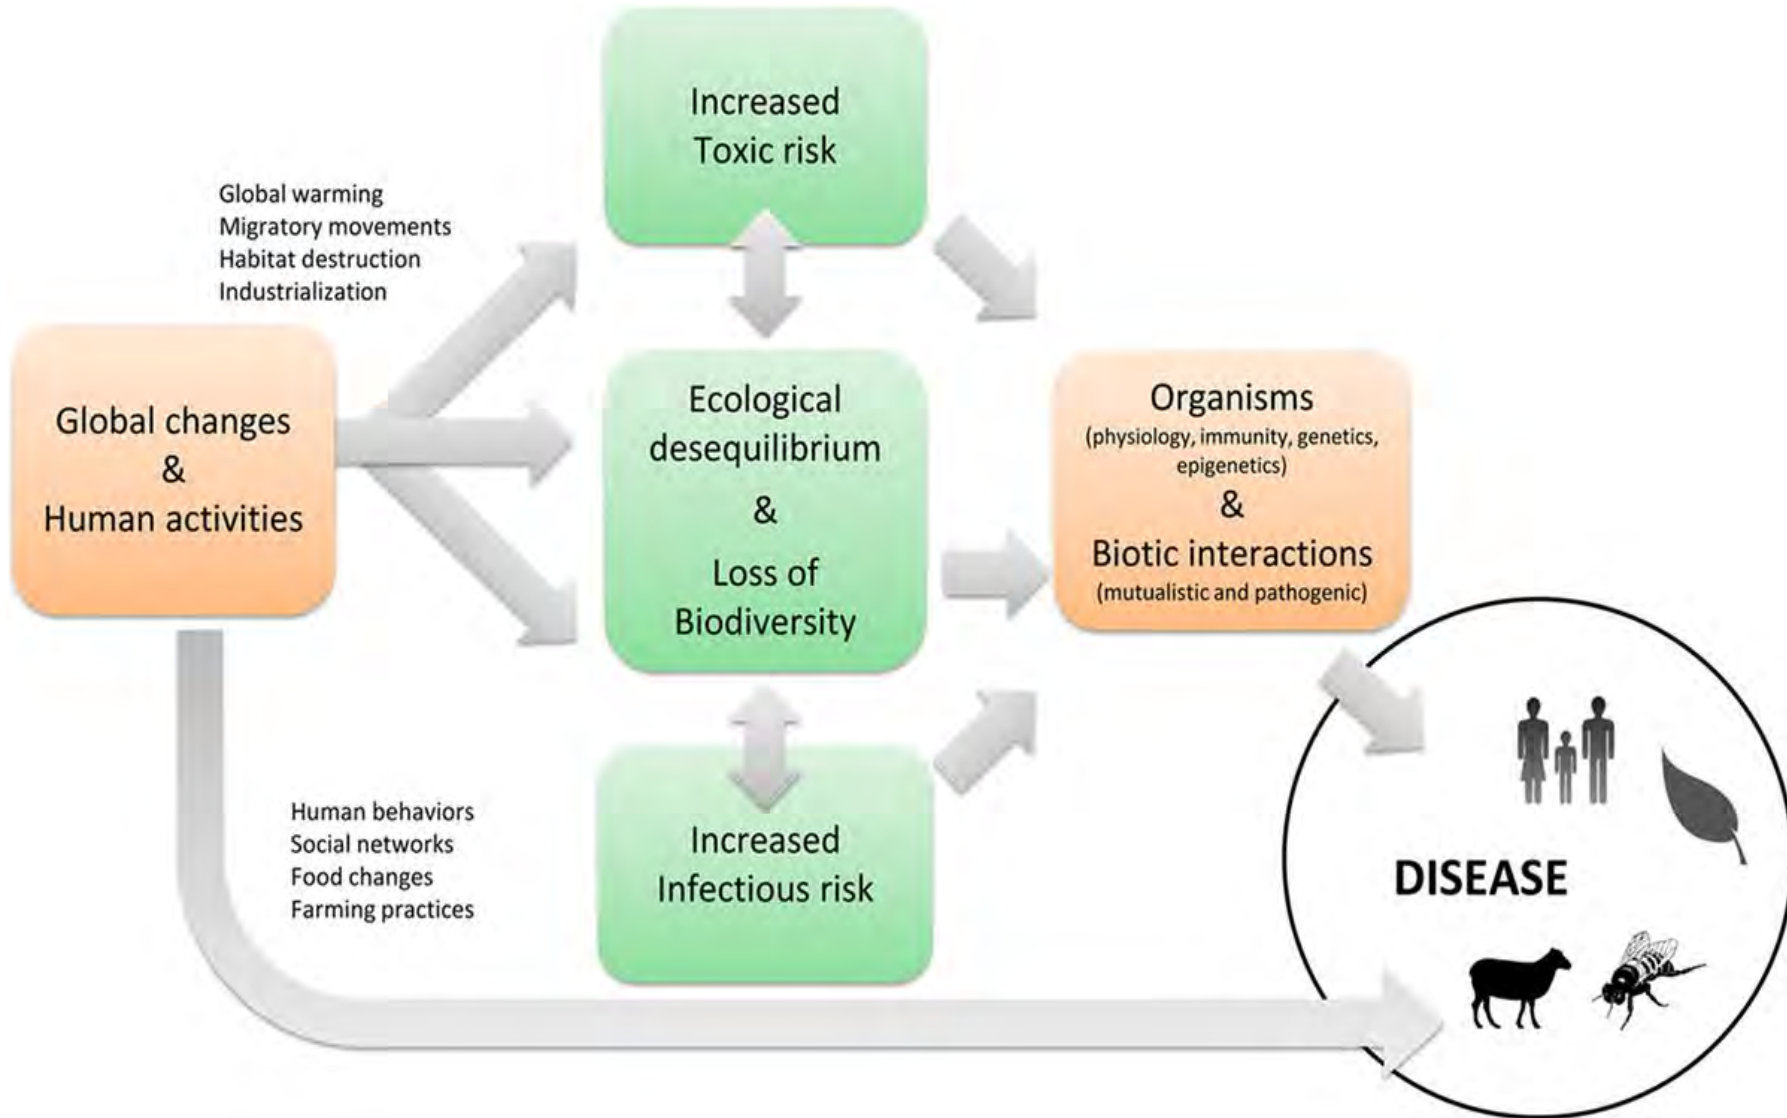 Increased
Toxic risk
Global warming
Migratory movements
Habitat destruction
Industrialization
Global changes
&
Human activities
Ecological
desequilibrium
&
Loss of
Biodiversity
Organisms
(physiology, immunity, genetics,
epigenetics)
&
Biotic interactions
(mutualistic and pathogenic)
Human behaviors
Social networks
Food changes
Farming practices
Increased
Infectious risk
DISEASE